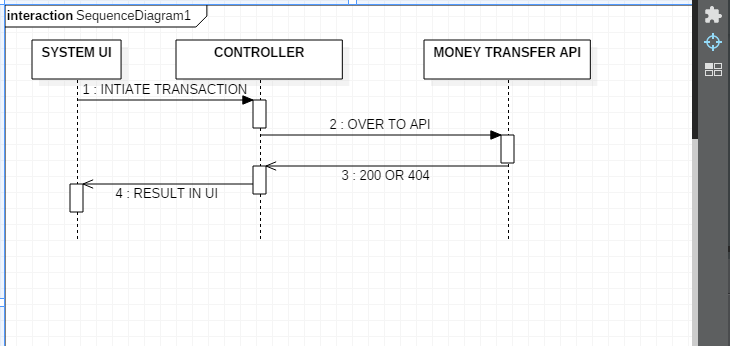 interaction SequenceDiagram1
SYSTEM UI
CONTROLLER
MONEY TRANSFER API
1 : INTIATE TRANSACTION
2 : OVER TO API
3 : 200 OR 404
4 : RESULT IN UI